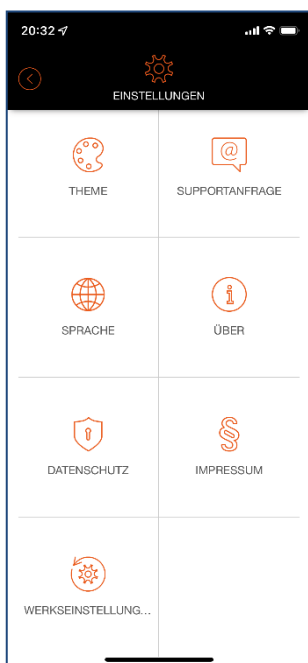 20:32
EINSTELLUNGEN
THEME
SUPPORTANFRAGE
SPRACHE
ÜBER
DATENSCHUTZ
IMPRESSUM
WERKSEINSTELLUNG...